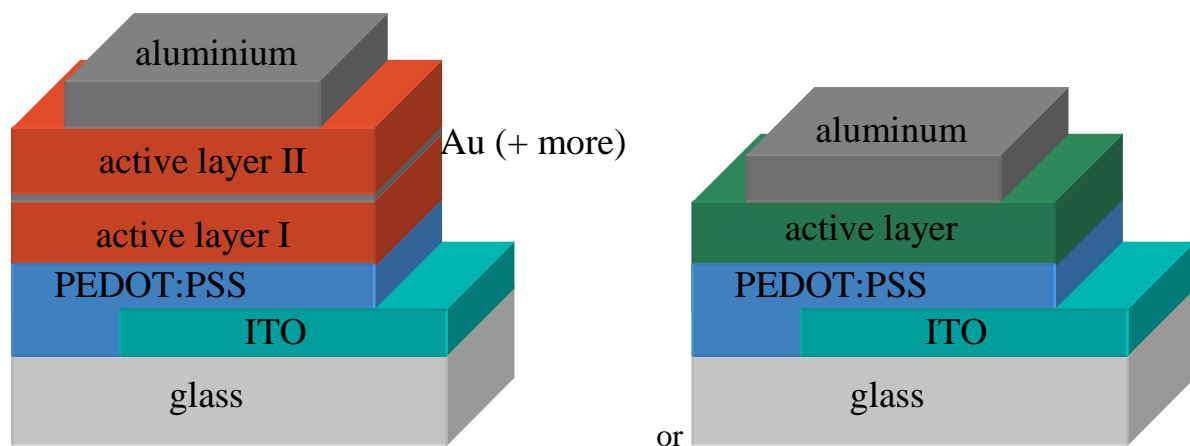 aluminium
Au (+ more)
active layer II
active layer I
PEDOT:PSS
ITO
glass
or
aluminum
active layer
PEDOT:PSS
ITO
glass